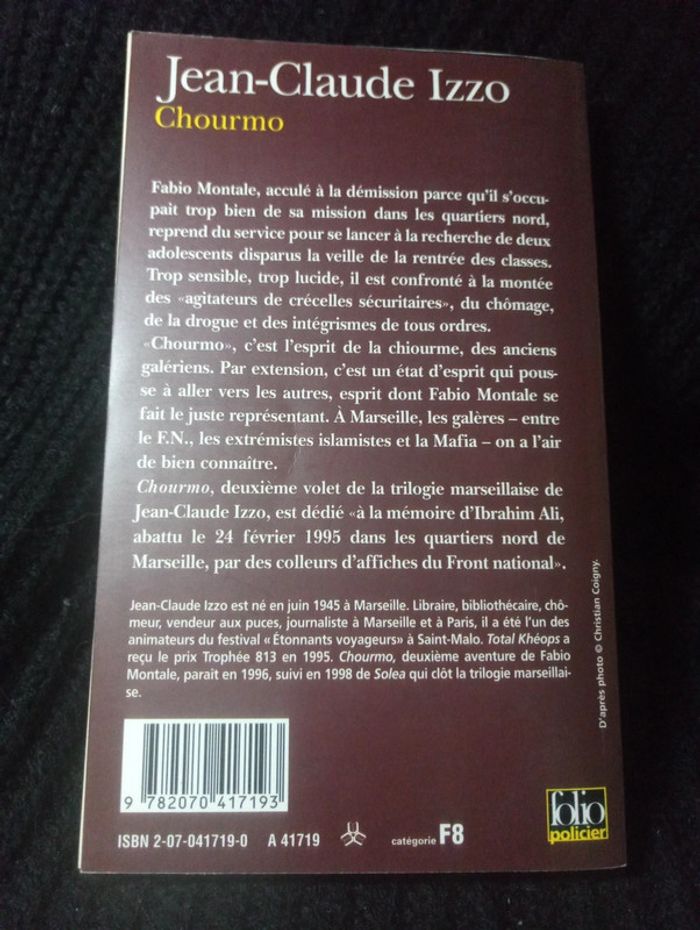 Jean-Claude Izzo
Chourmo
Fabio Montale, acculé à la démission parce qu'il s'occu-
pait trop bien de sa mission dans les quartiers nord,
reprend du service pour se lancer à la recherche de deux
adolescents disparus la veille de la rentrée des classes.
Trop sensible, trop lucide, il est confronté à la montée
des «agitateurs de crécelles sécuritaires», du chômage,
de la drogue et des intégrismes de tous ordres.
«Chourmo», c'est l'esprit de la chiourme, des anciens
galériens. Par extension, c'est un état d'esprit qui pous-
se à aller vers les autres, esprit dont Fabio Montale se
fait le juste représentant. À Marseille, les galères – entre
le F.N., les extrémistes islamistes et la Mafia – on a l'air
de bien connaître.
Chourmo, deuxième volet de la trilogie marseillaise de
Jean-Claude Izzo, est dédié «à la mémoire d'Ibrahim Ali,
abattu le 24 février 1995 dans les quartiers nord de
Marseille, par des colleurs d'affiches du Front national».
Jean-Claude Izzo est né en juin 1945 à Marseille. Libraire, bibliothécaire, chô-
meur, vendeur aux puces, journaliste à Marseille et à Paris, il a été l'un des
animateurs du festival «Étonnants voyageurs» à Saint-Malo. Total Khéops a
reçu le prix Trophée 813 en 1995. Chourmo, deuxième aventure de Fabio
Montale, paraît en 1996, suivi en 1998 de Solea qui clôt la trilogie marseillai-
se.
D'après photo © Christian Coigny.
9 782070 417193
ISBN 2-07-041719-0 A 41719 catégorie F8
folio
policier